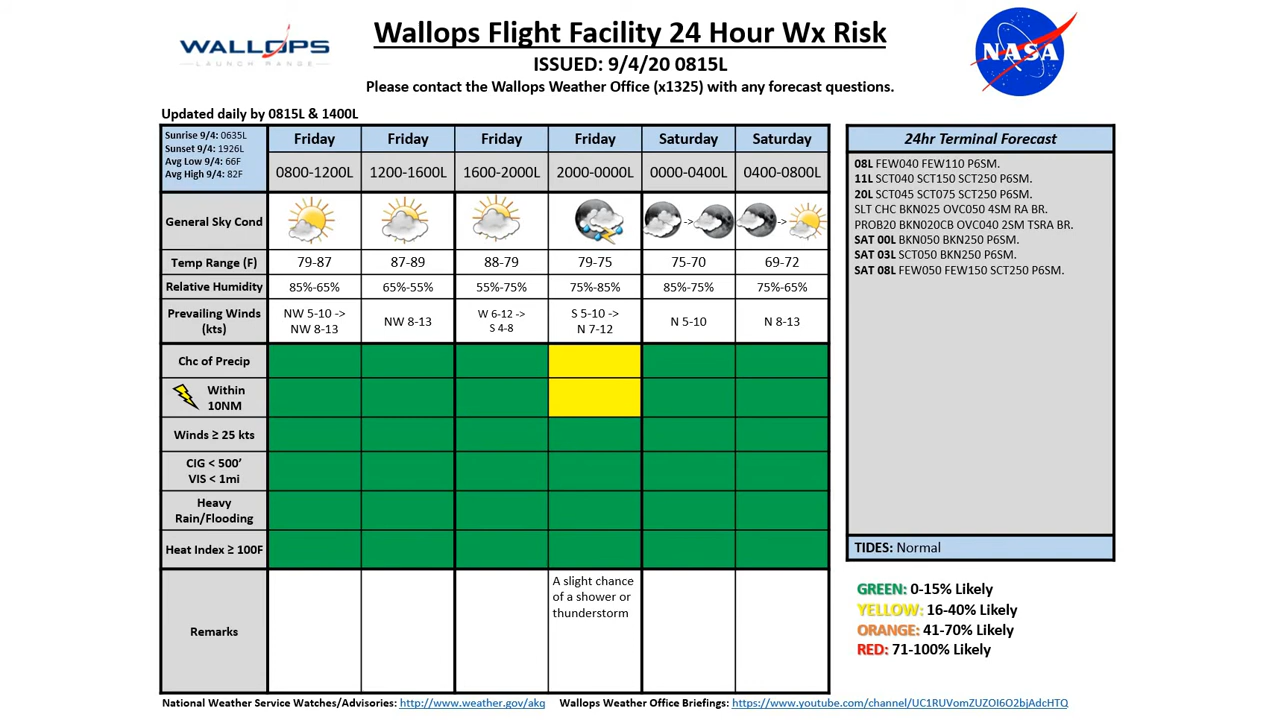 WALLOPS
LAUNCH RANGE
Wallops Flight Facility 24 Hour Wx Risk
ISSUED: 9/4/20 0815L
Please contact the Wallops Weather Office (x1325) with any forecast questions.
NASA
Updated daily by 0815L & 1400L
Sunrise 9/4: 0635L
Sunset 9/4: 1926L
Avg Low 9/4: 66F
Avg High 9/4: 82F
Friday Friday Friday Friday Saturday Saturday
0800-1200L 1200-1600L 1600-2000L 2000-0000L 0000-0400L 0400-0800L
General Sky Cond -> ->
Temp Range (F) 79-87 87-89 88-79 79-75 75-70 69-72
Relative Humidity 85%-65% 65%-55% 55%-75% 75%-85% 85%-75% 75%-65%
Prevailing Winds NW 5-10 -> NW 8-13 W 6-12 -> S 5-10 -> N 5-10 N 8-13
(kts) NW 8-13 S 4-8 N 7-12
Chc of Precip
Within
10NM
Winds ≥ 25 kts
CIG < 500’
VIS < 1mi
Heavy
Rain/Flooding
Heat Index ≥ 100F
Remarks
A slight chance
of a shower or
thunderstorm
24hr Terminal Forecast
08L FEW040 FEW110 P6SM.
11L SCT040 SCT150 SCT250 P6SM.
20L SCT045 SCT075 SCT250 P6SM.
SLT CHC BKN025 OVC050 4SM RA BR.
PROB20 BKN020CB OVC040 2SM TSRA BR.
SAT 00L BKN050 BKN250 P6SM.
SAT 03L SCT050 BKN250 P6SM.
SAT 08L FEW050 FEW150 SCT250 P6SM.
TIDES: Normal
GREEN: 0-15% Likely
YELLOW: 16-40% Likely
ORANGE: 41-70% Likely
RED: 71-100% Likely
National Weather Service Watches/Advisories: http://www.weather.gov/akq Wallops Weather Office Briefings: https://www.youtube.com/channel/UC1RUVomZUZOI6O2bjAdcHTQ